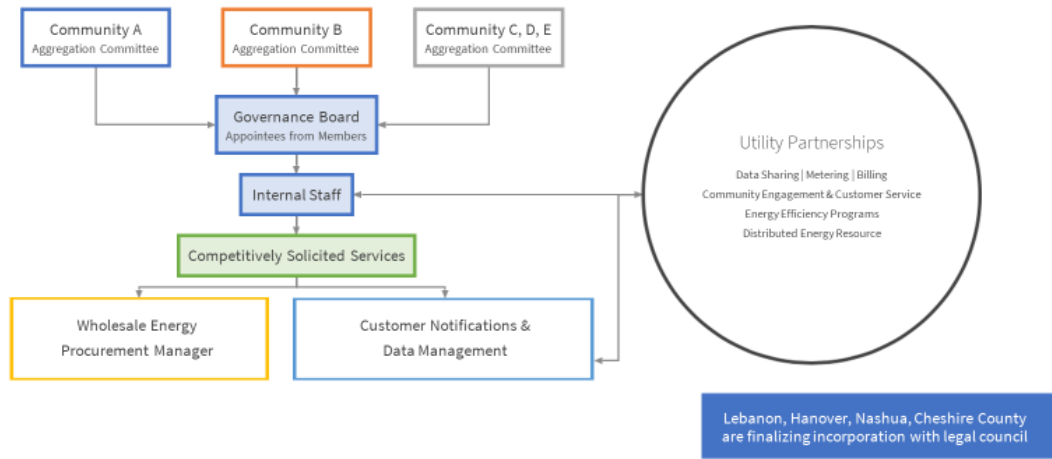 Community A
Aggregation Committee
Community B
Aggregation Committee
Community C, D, E
Aggregation Committee
Governance Board
Appointees from Members
Internal Staff
Competitively Solicited Services
Wholesale Energy
Procurement Manager
Customer Notifications &
Data Management
Utility Partnerships
Data Sharing | Metering | Billing
Community Engagement & Customer Service
Energy Efficiency Programs
Distributed Energy Resource
Lebanon, Hanover, Nashua, Cheshire County
are finalizing incorporation with legal council